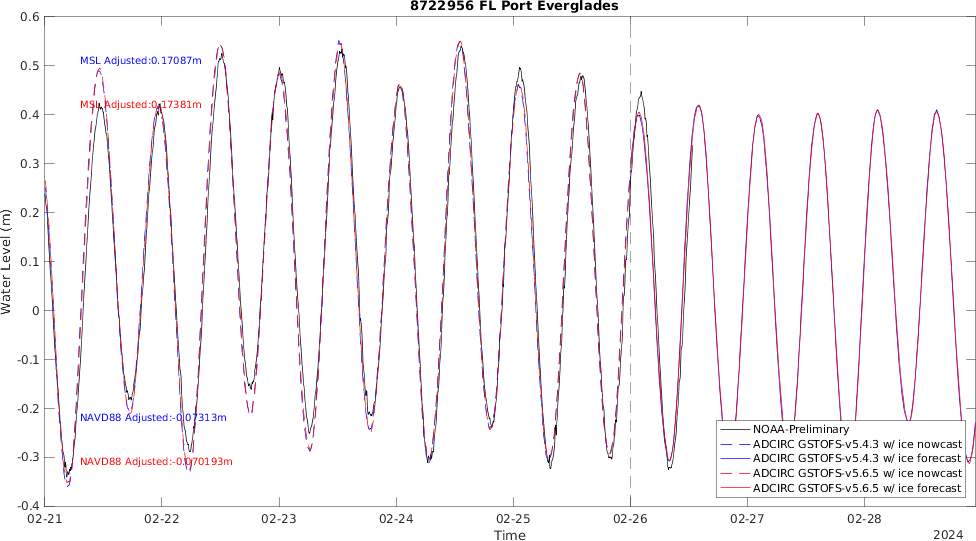 8722956 FL Port Everglades
0.6
0.5
0.4
0.3
0.2
0.1
0
-0.1
-0.2
-0.3
-0.4
Water Level (m)
MSL Adjusted:0.17087m
MSL Adjusted:0.17381m
NAVD88 Adjusted:-0.07313m
NAVD88 Adjusted:-0.070193m
NOAA-Preliminary
ADCIRC GSTOFS-v5.4.3 w/ ice nowcast
ADCIRC GSTOFS-v5.4.3 w/ ice forecast
ADCIRC GSTOFS-v5.6.5 w/ ice nowcast
ADCIRC GSTOFS-v5.6.5 w/ ice forecast
02-21 02-22 02-23 02-24 02-25 02-26 02-27 02-28
Time
2024